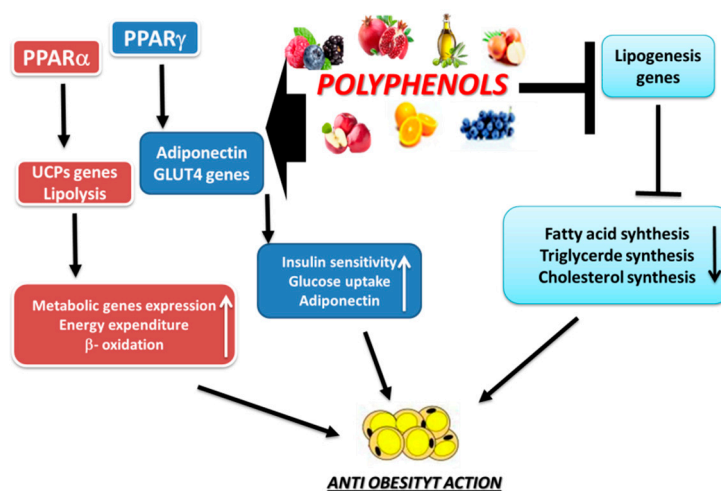 PPARα
PPARγ
POLYPHENOLS
Lipogenesis
genes
UCPs genes
Lipolysis
Adiponectin
GLUT4 genes
Metabolic genes expression
Energy expenditure
β- oxidation
Insulin sensitivity
Glucose uptake
Adiponectin
Fatty acid syhthesis
Triglycerde synthesis
Cholesterol synthesis
ANTI OBESITYT ACTION